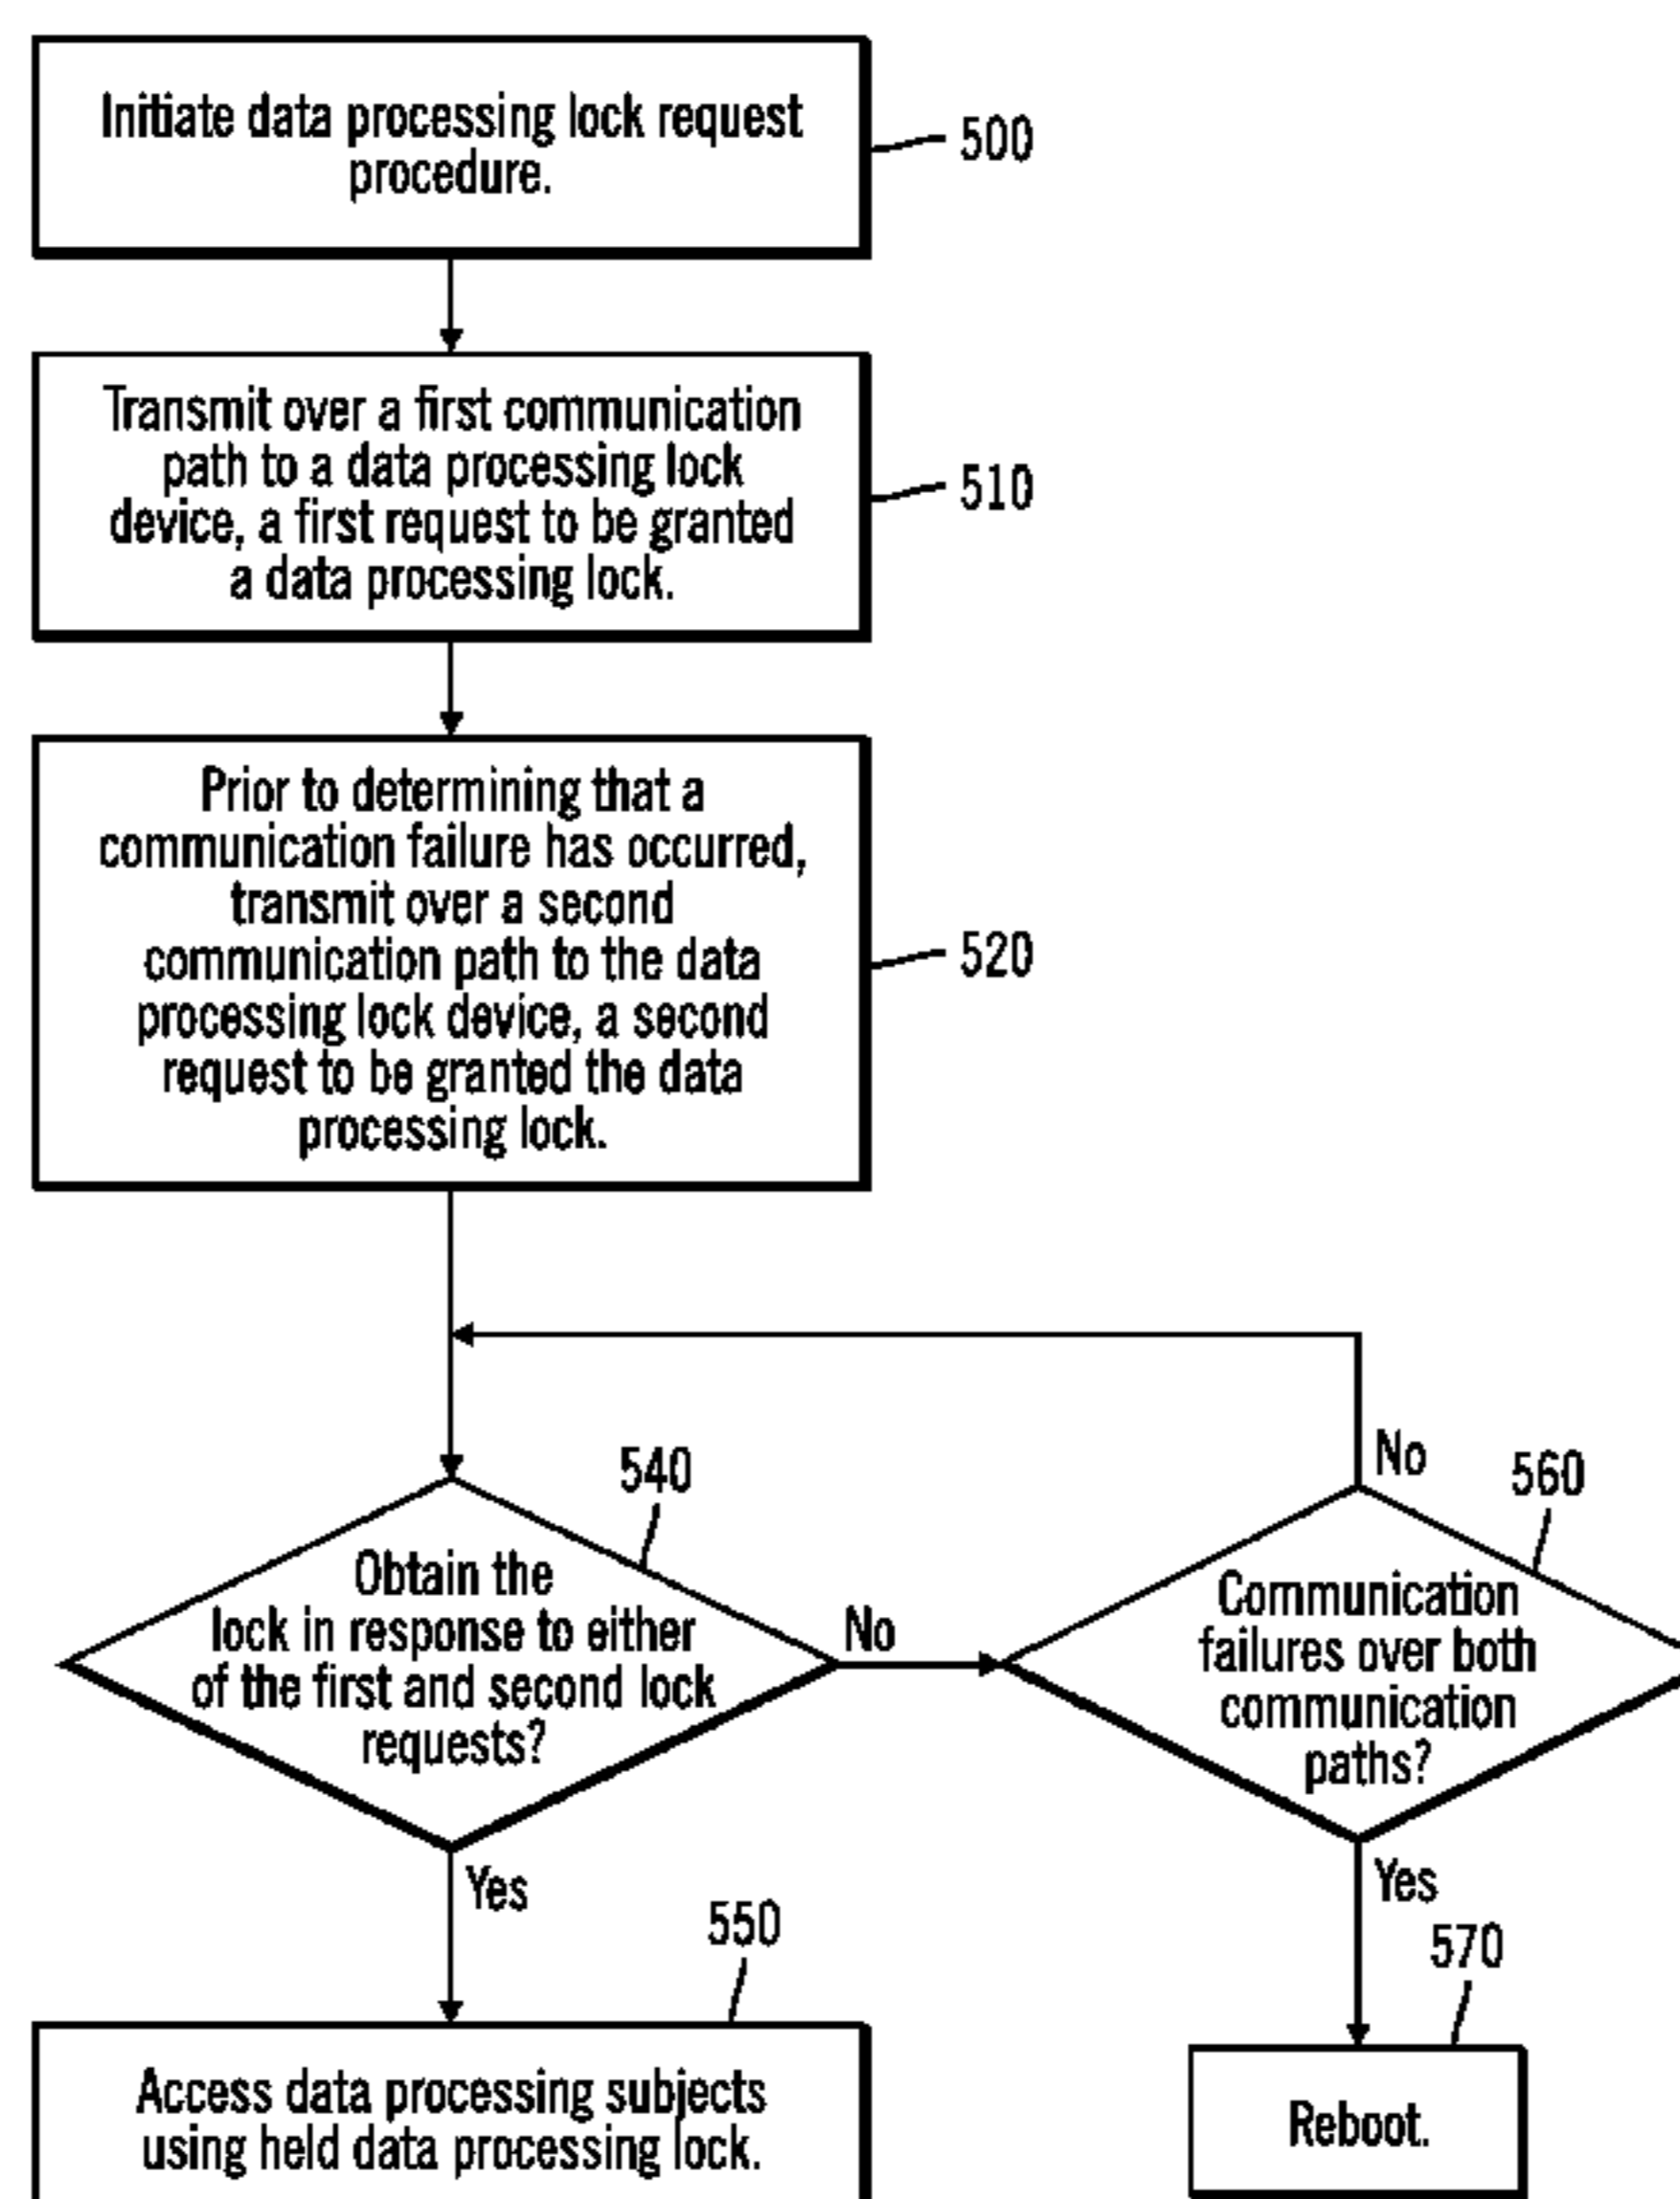 Initiate data processing lock request
procedure.
500
Transmit over a first communication
path to a data processing lock
device, a first request to be granted
a data processing lock.
510
Prior to determining that a
communication failure has occurred,
transmit over a second
communication path to the data
processing lock device, a second
request to be granted the data
processing lock.
520
540
Obtain the
lock in response to either
of the first and second lock
requests?
No
Yes
No
560
Communication
failures over both
communication
paths?
Yes
550
Access data processing subjects
using held data processing lock.
570
Reboot.